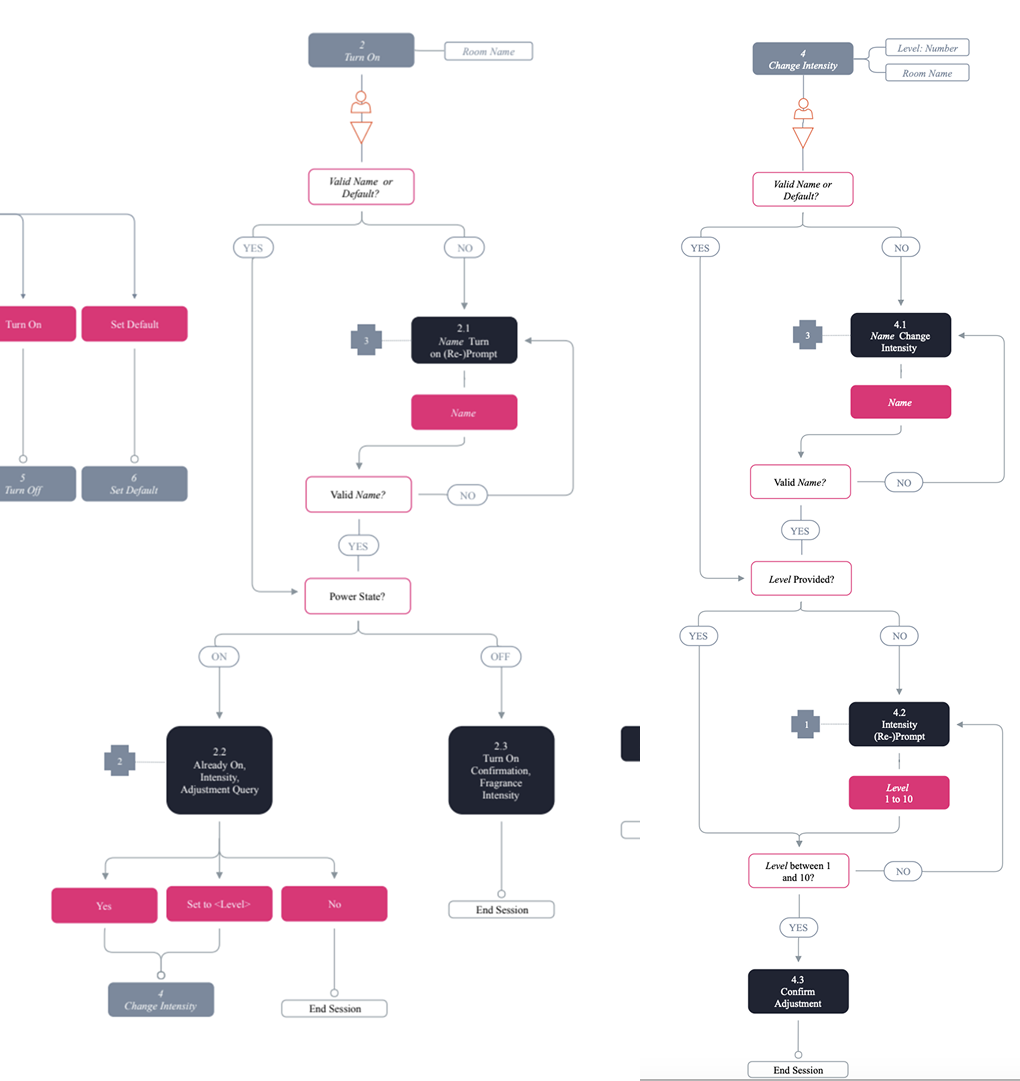 2
Turn On
Room Name
Valid Name or
Default?
YES
NO
Turn On
Set Default
3
2.1
Name Turn
on (Re-)Prompt
Name
5
Turn Off
6
Set Default
Valid Name?
NO
YES
Power State?
ON
OFF
2
2.2
Already On,
Intensity,
Adjustment Query
2.3
Turn On
Confirmation,
Fragrance
Intensity
Yes
Set to <Level>
No
End Session
4
Change Intensity
End Session
4
Change Intensity
Level: Number
Room Name
Valid Name or
Default?
YES
NO
3
4.1
Name Change
Intensity
Name
Valid Name?
NO
YES
Level Provided?
YES
NO
1
4.2
Intensity
(Re-)Prompt
Level
1 to 10
Level between 1
and 10?
NO
YES
4.3
Confirm
Adjustment
End Session